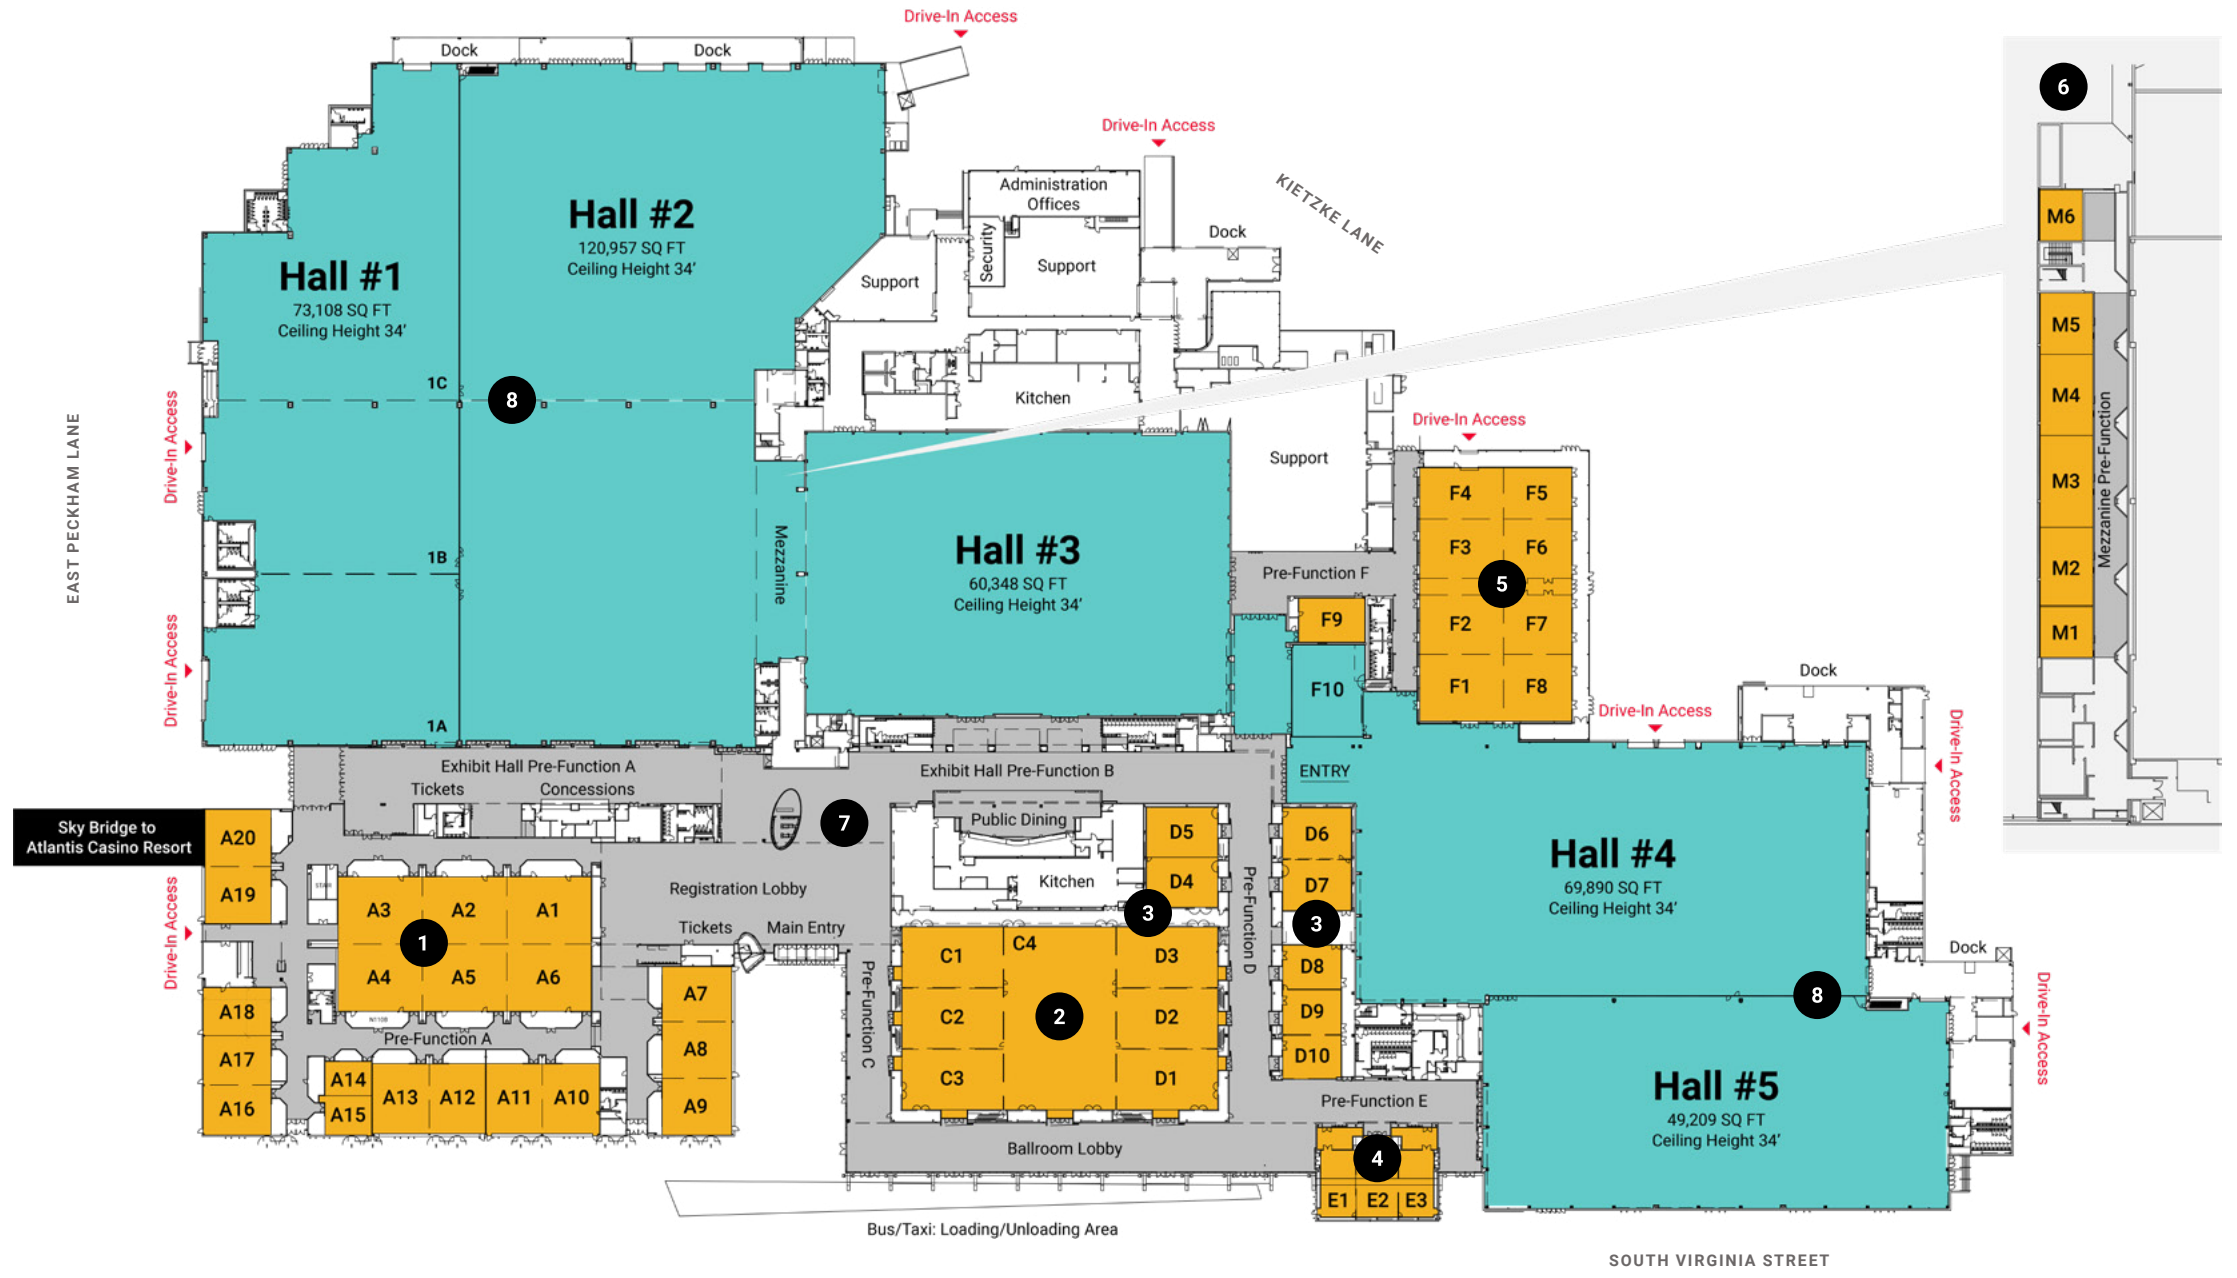 Drive-In Access
Dock
Dock
6
Drive-In Access
Administration
Offices
KIETZKE LANE
M6
Hall #2
120,957 SQ FT
Ceiling Height 34’
Security
Dock
Support
Support
Hall #1
73,108 SQ FT
Ceiling Height 34’
M5
1C
8
Kitchen
M4
Drive-In Access
Drive-In Access
EAST PECKHAM LANE
Support
M3
Mezzanine Pre-Function
F4
F5
Mezzanine
Hall #3
60,348 SQ FT
Ceiling Height 34’
F3
F6
1B
Pre-Function F
5
M2
F9
F2
F7
M1
Drive-In Access
F10
F1
F8
Dock
1A
Drive-In Access
Drive-In Access
Exhibit Hall Pre-Function A
Exhibit Hall Pre-Function B
ENTRY
Tickets
Concessions
Sky Bridge to
Atlantis Casino Resort
A20
7
Public Dining
D5
D6
Hall #4
69,890 SQ FT
Ceiling Height 34’
A19
STAIR
Registration Lobby
Kitchen
D4
Pre-Function D
D7
Drive-In Access
A3
A2
A1
Tickets
Main Entry
3
3
1
C1
C4
D3
Dock
A4
A5
A6
Pre-Function C
D8
A7
8
A18
N110B
C2
2
D2
D9
Drive-In Access
Pre-Function A
A17
A8
D10
A14
A13
A12
A11
A10
C3
D1
Hall #5
49,209 SQ FT
Ceiling Height 34’
A16
A15
A9
Pre-Function E
Ballroom Lobby
4
E1
E2
E3
Bus/Taxi: Loading/Unloading Area
SOUTH VIRGINIA STREET